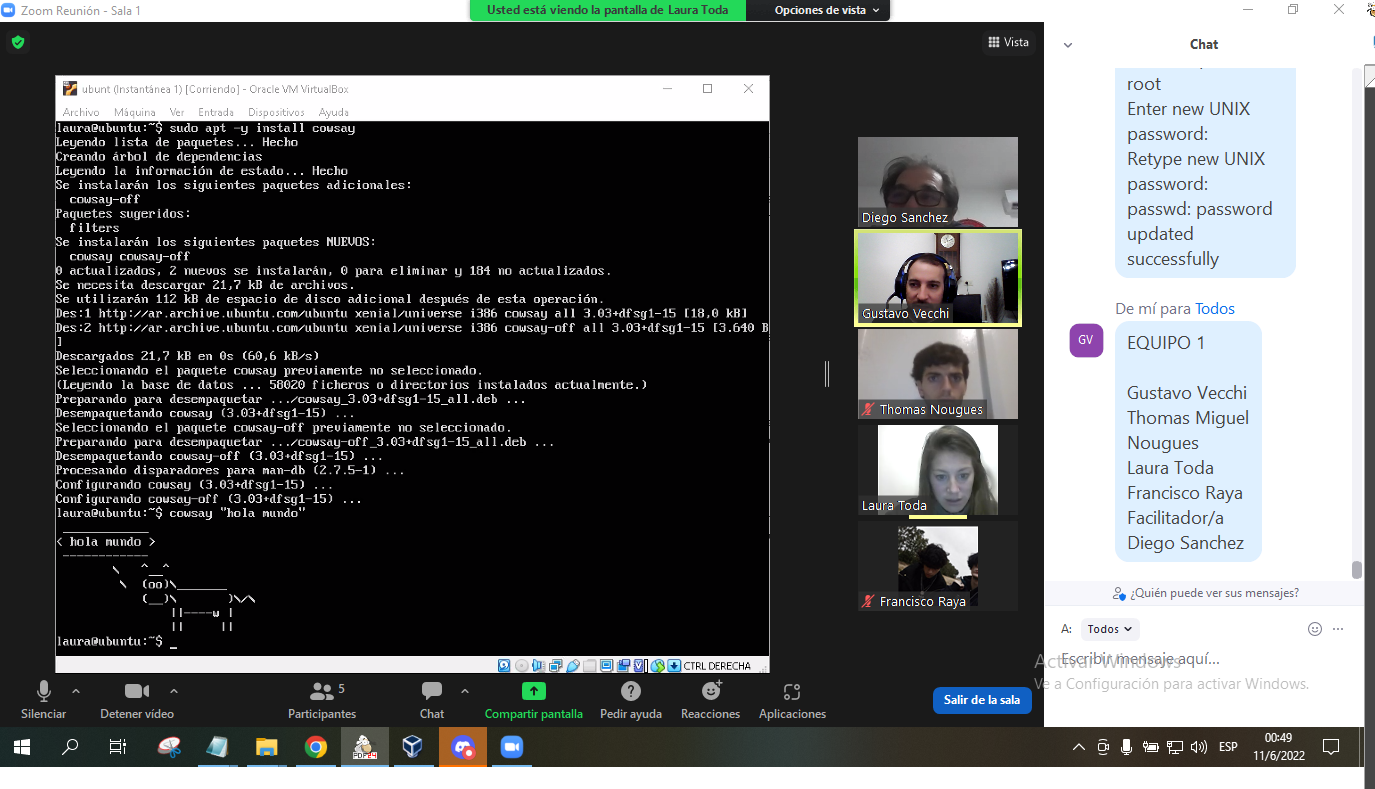 Zoom Reunión - Sala 1
Usted está viendo la pantalla de Laura Toda
Opciones de vista
Vista
ubunt (Instantánea 1) [Corriendo] - Oracle VM VirtualBox
Archivo Máquina Ver Entrada Dispositivos Ayuda
laura@ubuntu:~$ sudo apt -y install cowsay
Leyendo lista de paquetes... Hecho
Creando árbol de dependencias
Leyendo la información de estado... Hecho
Se instalarán los siguientes paquetes adicionales:
  cowsay-off
Paquetes sugeridos:
  filters
Se instalarán los siguientes paquetes NUEVOS:
  cowsay cowsay-off
0 actualizados, 2 nuevos se instalarán, 0 para eliminar y 184 no actualizados.
Se necesita descargar 21,7 kB de archivos.
Se utilizarán 112 kB de espacio de disco adicional después de esta operación.
Des:1 http://ar.archive.ubuntu.com/ubuntu xenial/universe i386 cowsay all 3.03+dfsg1-15 [18,0 kB]
Des:2 http://ar.archive.ubuntu.com/ubuntu xenial/universe i386 cowsay-off all 3.03+dfsg1-15 [3.640 B
]
Descargados 21,7 kB en 0s (60,6 kB/s)
Seleccionando el paquete cowsay previamente no seleccionado.
(Leyendo la base de datos ... 58020 ficheros o directorios instalados actualmente.)
Preparando para desempaquetar .../cowsay_3.03+dfsg1-15_all.deb ...
Desempaquetando cowsay (3.03+dfsg1-15) ...
Seleccionando el paquete cowsay-off previamente no seleccionado.
Preparando para desempaquetar .../cowsay-off_3.03+dfsg1-15_all.deb ...
Desempaquetando cowsay-off (3.03+dfsg1-15) ...
Procesando disparadores para man-db (2.7.5-1) ...
Configurando cowsay (3.03+dfsg1-15) ...
Configurando cowsay-off (3.03+dfsg1-15) ...
laura@ubuntu:~$ cowsay "hola mundo"
 ____________
< hola mundo >
 ------------
        \   ^__^
         \  (oo)\_______
            (__)\       )\/\
                ||----w |
                ||     ||
laura@ubuntu:~$ _
CTRL DERECHA
Diego Sanchez
Gustavo Vecchi
Thomas Nougues
Laura Toda
Francisco Raya
Chat
root
Enter new UNIX
password:
Retype new UNIX
password:
passwd: password
updated
successfully
De mí para Todos
GV
EQUIPO 1
Gustavo Vecchi
Thomas Miguel
Nougues
Laura Toda
Francisco Raya
Facilitador/a
Diego Sanchez
¿Quién puede ver sus mensajes?
A: Todos
Escribir mensaje aquí...
Activar Windows
Ve a Configuración para activar Windows.
Silenciar
Detener vídeo
5
Participantes
Chat
Compartir pantalla
Pedir ayuda
Reacciones
Aplicaciones
Salir de la sala
PDF24
ESP
00:49
11/6/2022